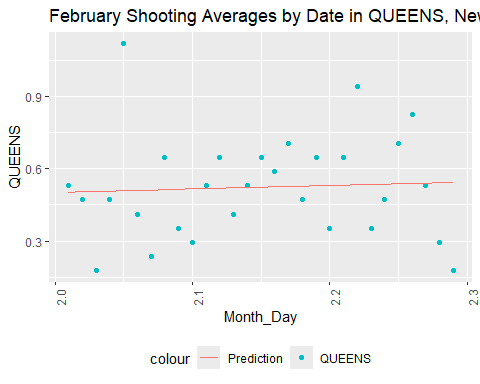 February Shooting Averages by Date in QUEENS, New
QUEENS
0.9
0.6
0.3
2.0
2.1
2.2
2.3
Month_Day
colour
Prediction
QUEENS